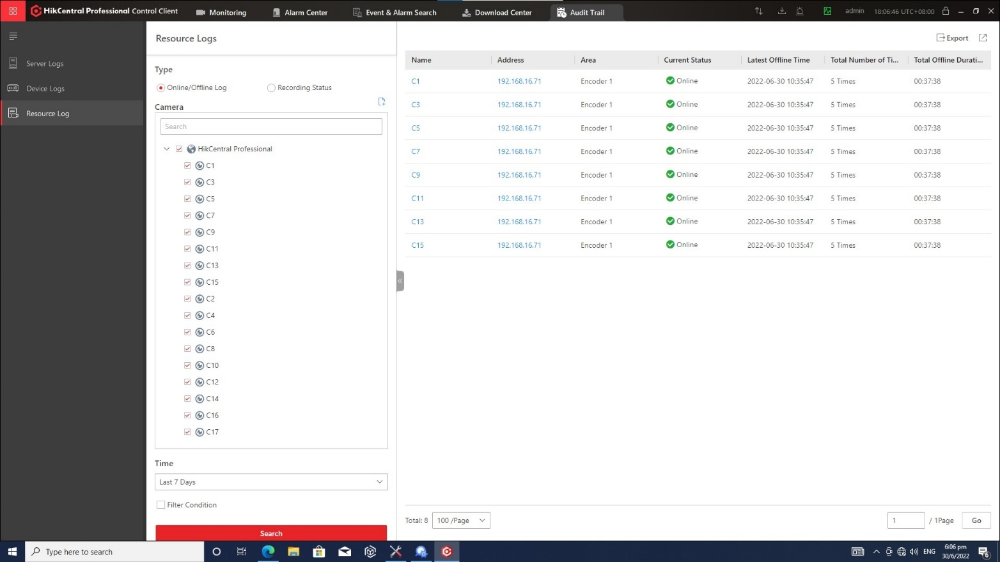 HikCentral Professional Control Client
Monitoring
Alarm Center
Event & Alarm Search
Download Center
Audit Trail
admin
18:06:46 UTC+08:00
Server Logs
Device Logs
Resource Log
Resource Logs
Type
Online/Offline Log
Recording Status
Camera
Search
HikCentral Professional
C1
C3
C5
C7
C9
C11
C13
C15
C2
C4
C6
C8
C10
C12
C14
C16
C17
Time
Last 7 Days
Filter Condition
Search
Export
Name Address Area Current Status Latest Offline Time Total Number of Ti... Total Offline Durati...
C1 192.168.16.71 Encoder 1 Online 2022-06-30 10:35:47 5 Times 00:37:38
C3 192.168.16.71 Encoder 1 Online 2022-06-30 10:35:47 5 Times 00:37:38
C5 192.168.16.71 Encoder 1 Online 2022-06-30 10:35:47 5 Times 00:37:38
C7 192.168.16.71 Encoder 1 Online 2022-06-30 10:35:47 5 Times 00:37:38
C9 192.168.16.71 Encoder 1 Online 2022-06-30 10:35:47 5 Times 00:37:38
C11 192.168.16.71 Encoder 1 Online 2022-06-30 10:35:47 5 Times 00:37:38
C13 192.168.16.71 Encoder 1 Online 2022-06-30 10:35:47 5 Times 00:37:38
C15 192.168.16.71 Encoder 1 Online 2022-06-30 10:35:47 5 Times 00:37:38
Total: 8 100 /Page
1 / 1Page Go
Type here to search
ENG
6:06 pm
30/6/2022
6